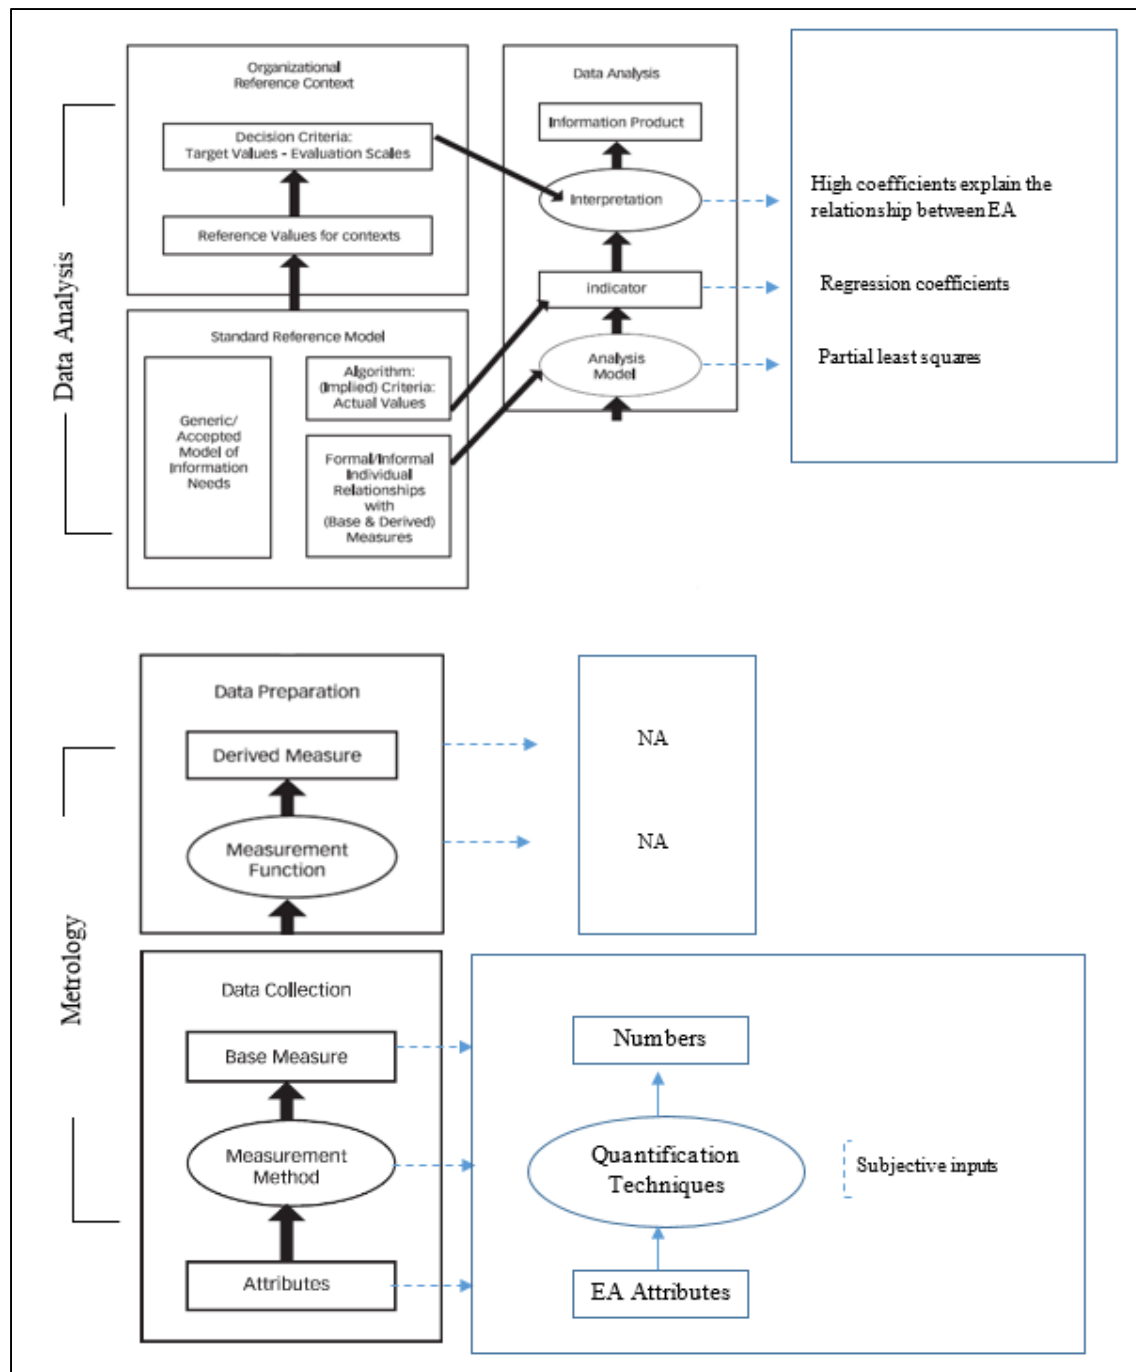 Organizational
Reference Context
Decision Criteria:
Target Values - Evaluation Scales
Reference Values for contexts
Data Analysis
Information Product
Interpretation
indicator
Analysis
Model
High coefficients explain the
relationship between EA
Regression coefficients
Partial least squares
Data Analysis
Standard Reference Model
Generic/
Accepted
Model of
Information
Needs
Algorithm:
(Implied) Criteria:
Actual Values
Formal/Informal
Individual
Relationships
with
(Base & Derived)
Measures
Metrology
Data Preparation
Derived Measure
Measurement
Function
NA
NA
Data Collection
Base Measure
Measurement
Method
Attributes
Numbers
Quantification
Techniques
EA Attributes
Subjective inputs